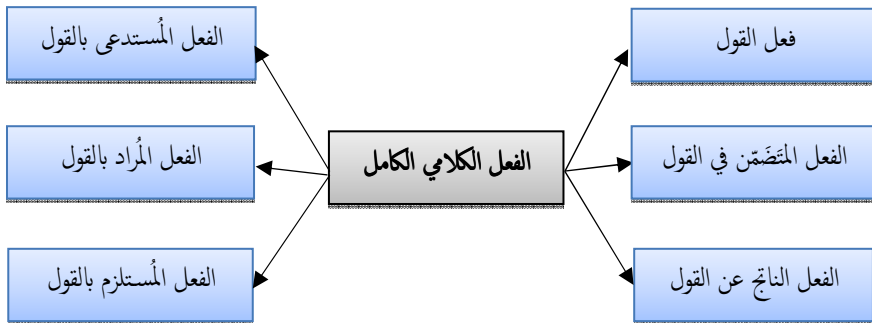 فعل القول
الفعل المُستدعى بالقول
الفعل المتَضَمّن في القول
الفعل الكلامي الكامل
الفعل المُراد بالقول
الفعل الناتج عن القول
الفعل المُستلزم بالقول